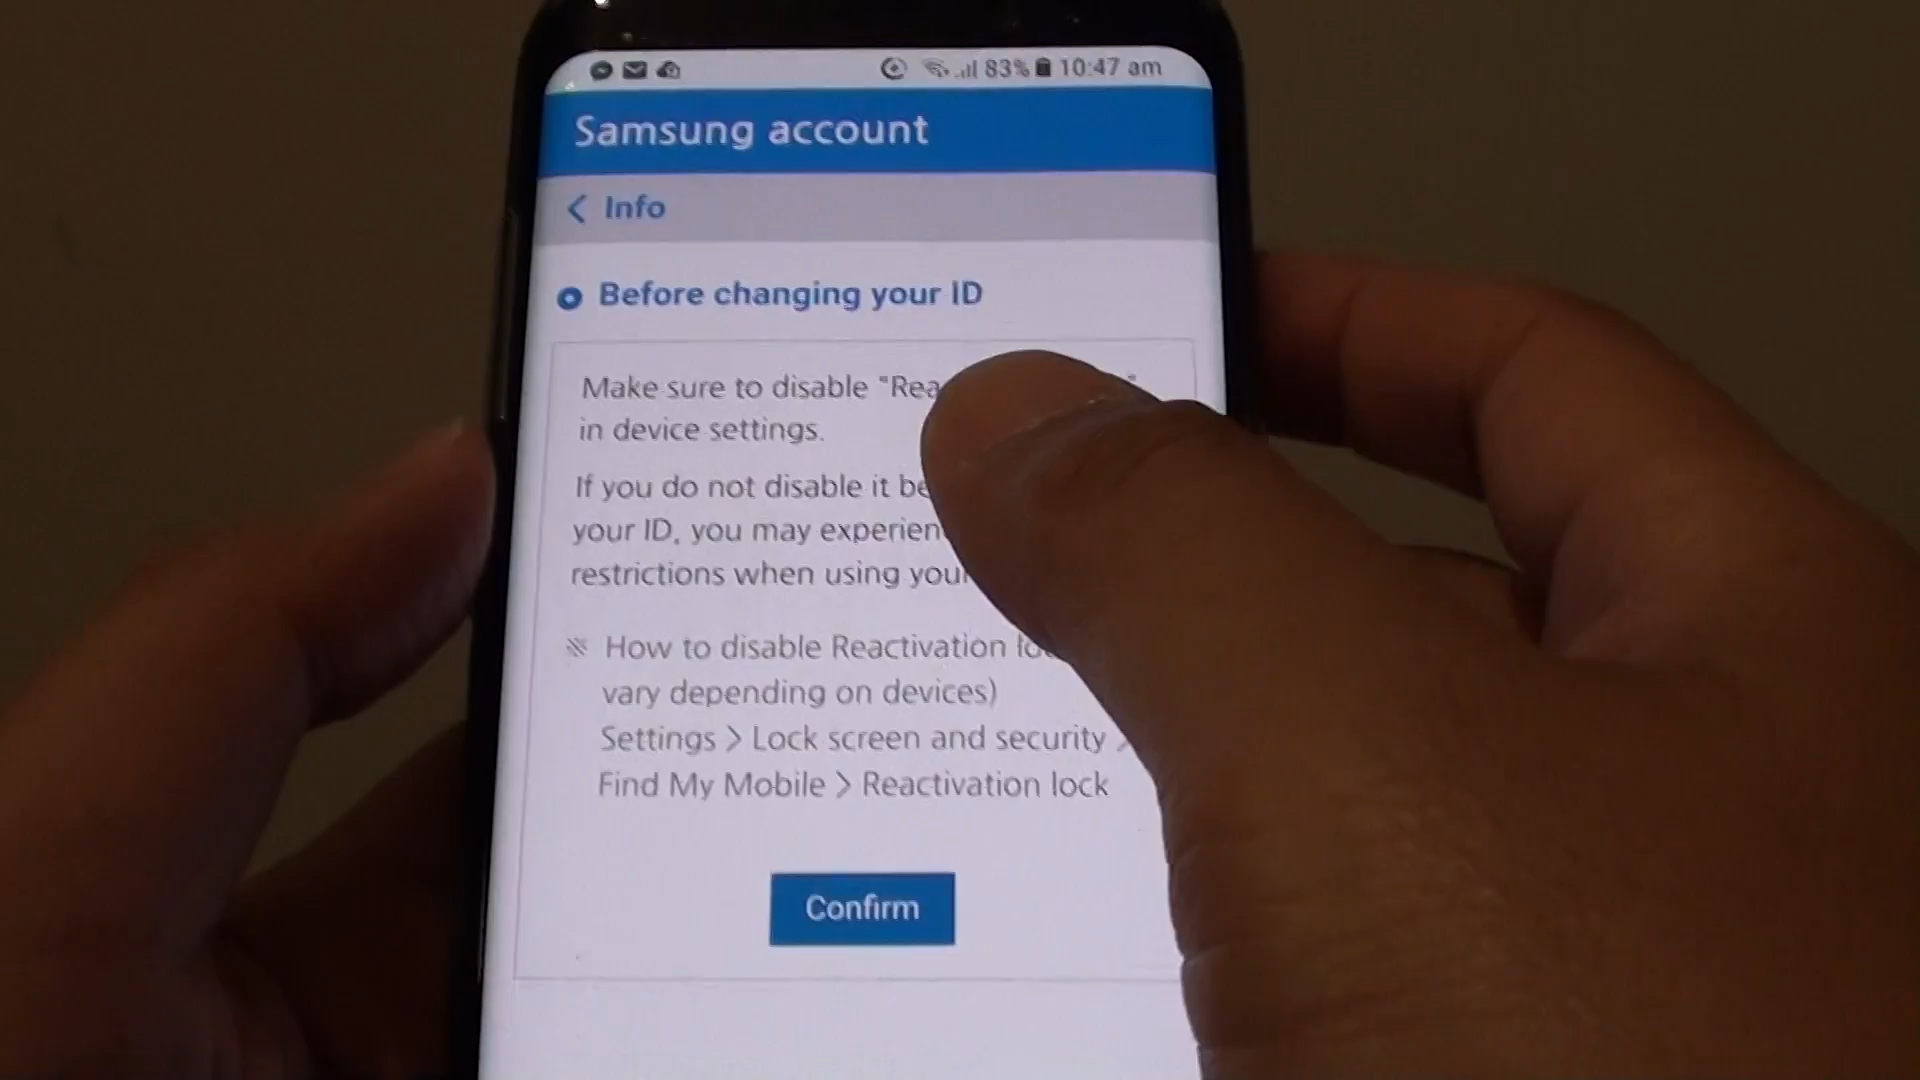 83% 10:47 am
Samsung account
< Info
Before changing your ID
Make sure to disable "Rea
in device settings.
If you do not disable it be
your ID, you may experien
restrictions when using your
※ How to disable Reactivation lo
vary depending on devices)
Settings > Lock screen and security >
Find My Mobile > Reactivation lock
Confirm